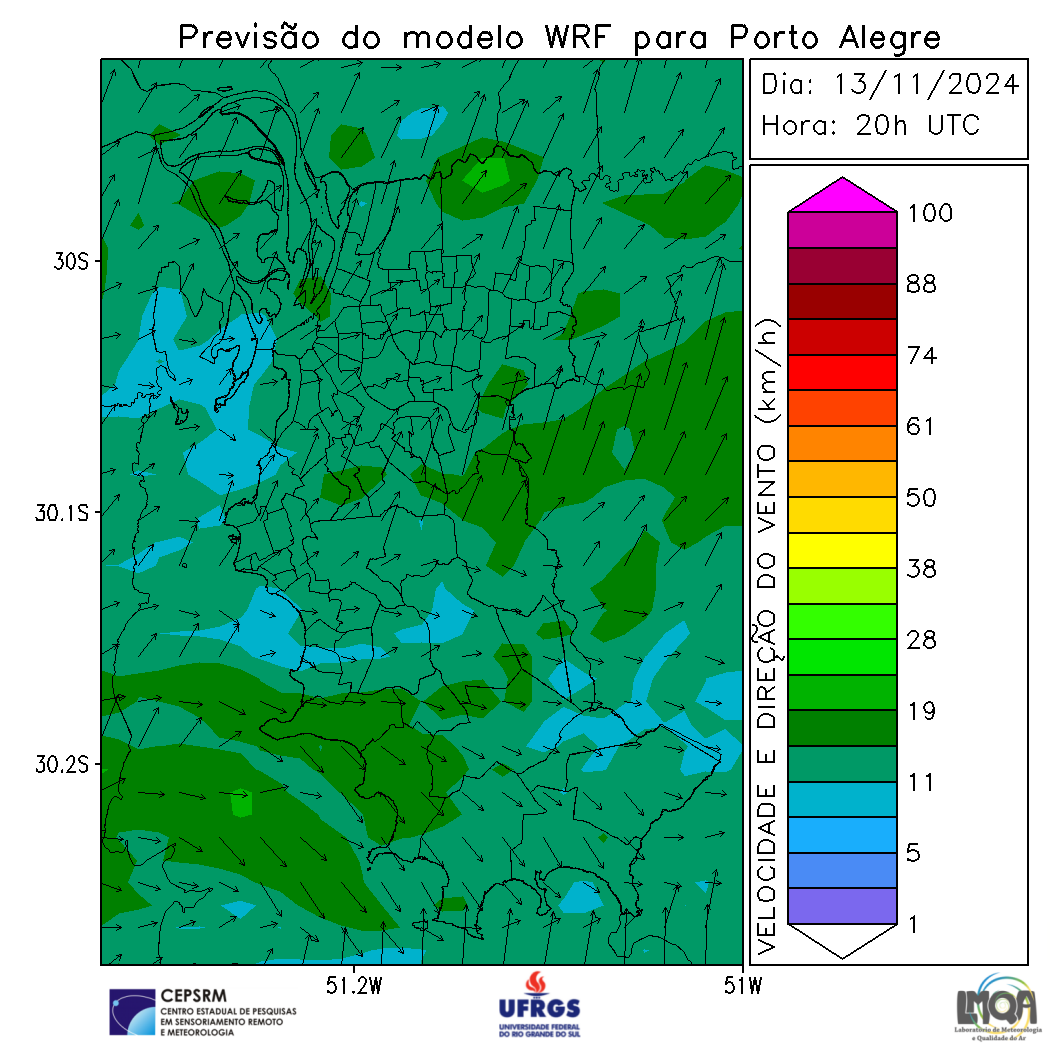 Previsão do modelo WRF para Porto Alegre
Dia: 13/11/2024
Hora: 20h UTC
30S
30.1S
30.2S
51.2W
51W
VELOCIDADE E DIREÇÃO DO VENTO (km/h)
100
88
74
61
50
38
28
19
11
5
1
CEPSRM
CENTRO ESTADUAL DE PESQUISAS
EM SENSORIAMENTO REMOTO
E METEOROLOGIA
UFRGS
UNIVERSIDADE FEDERAL
DO RIO GRANDE DO SUL
LMQA
Laboratório de Meteorologia
e Qualidade do Ar